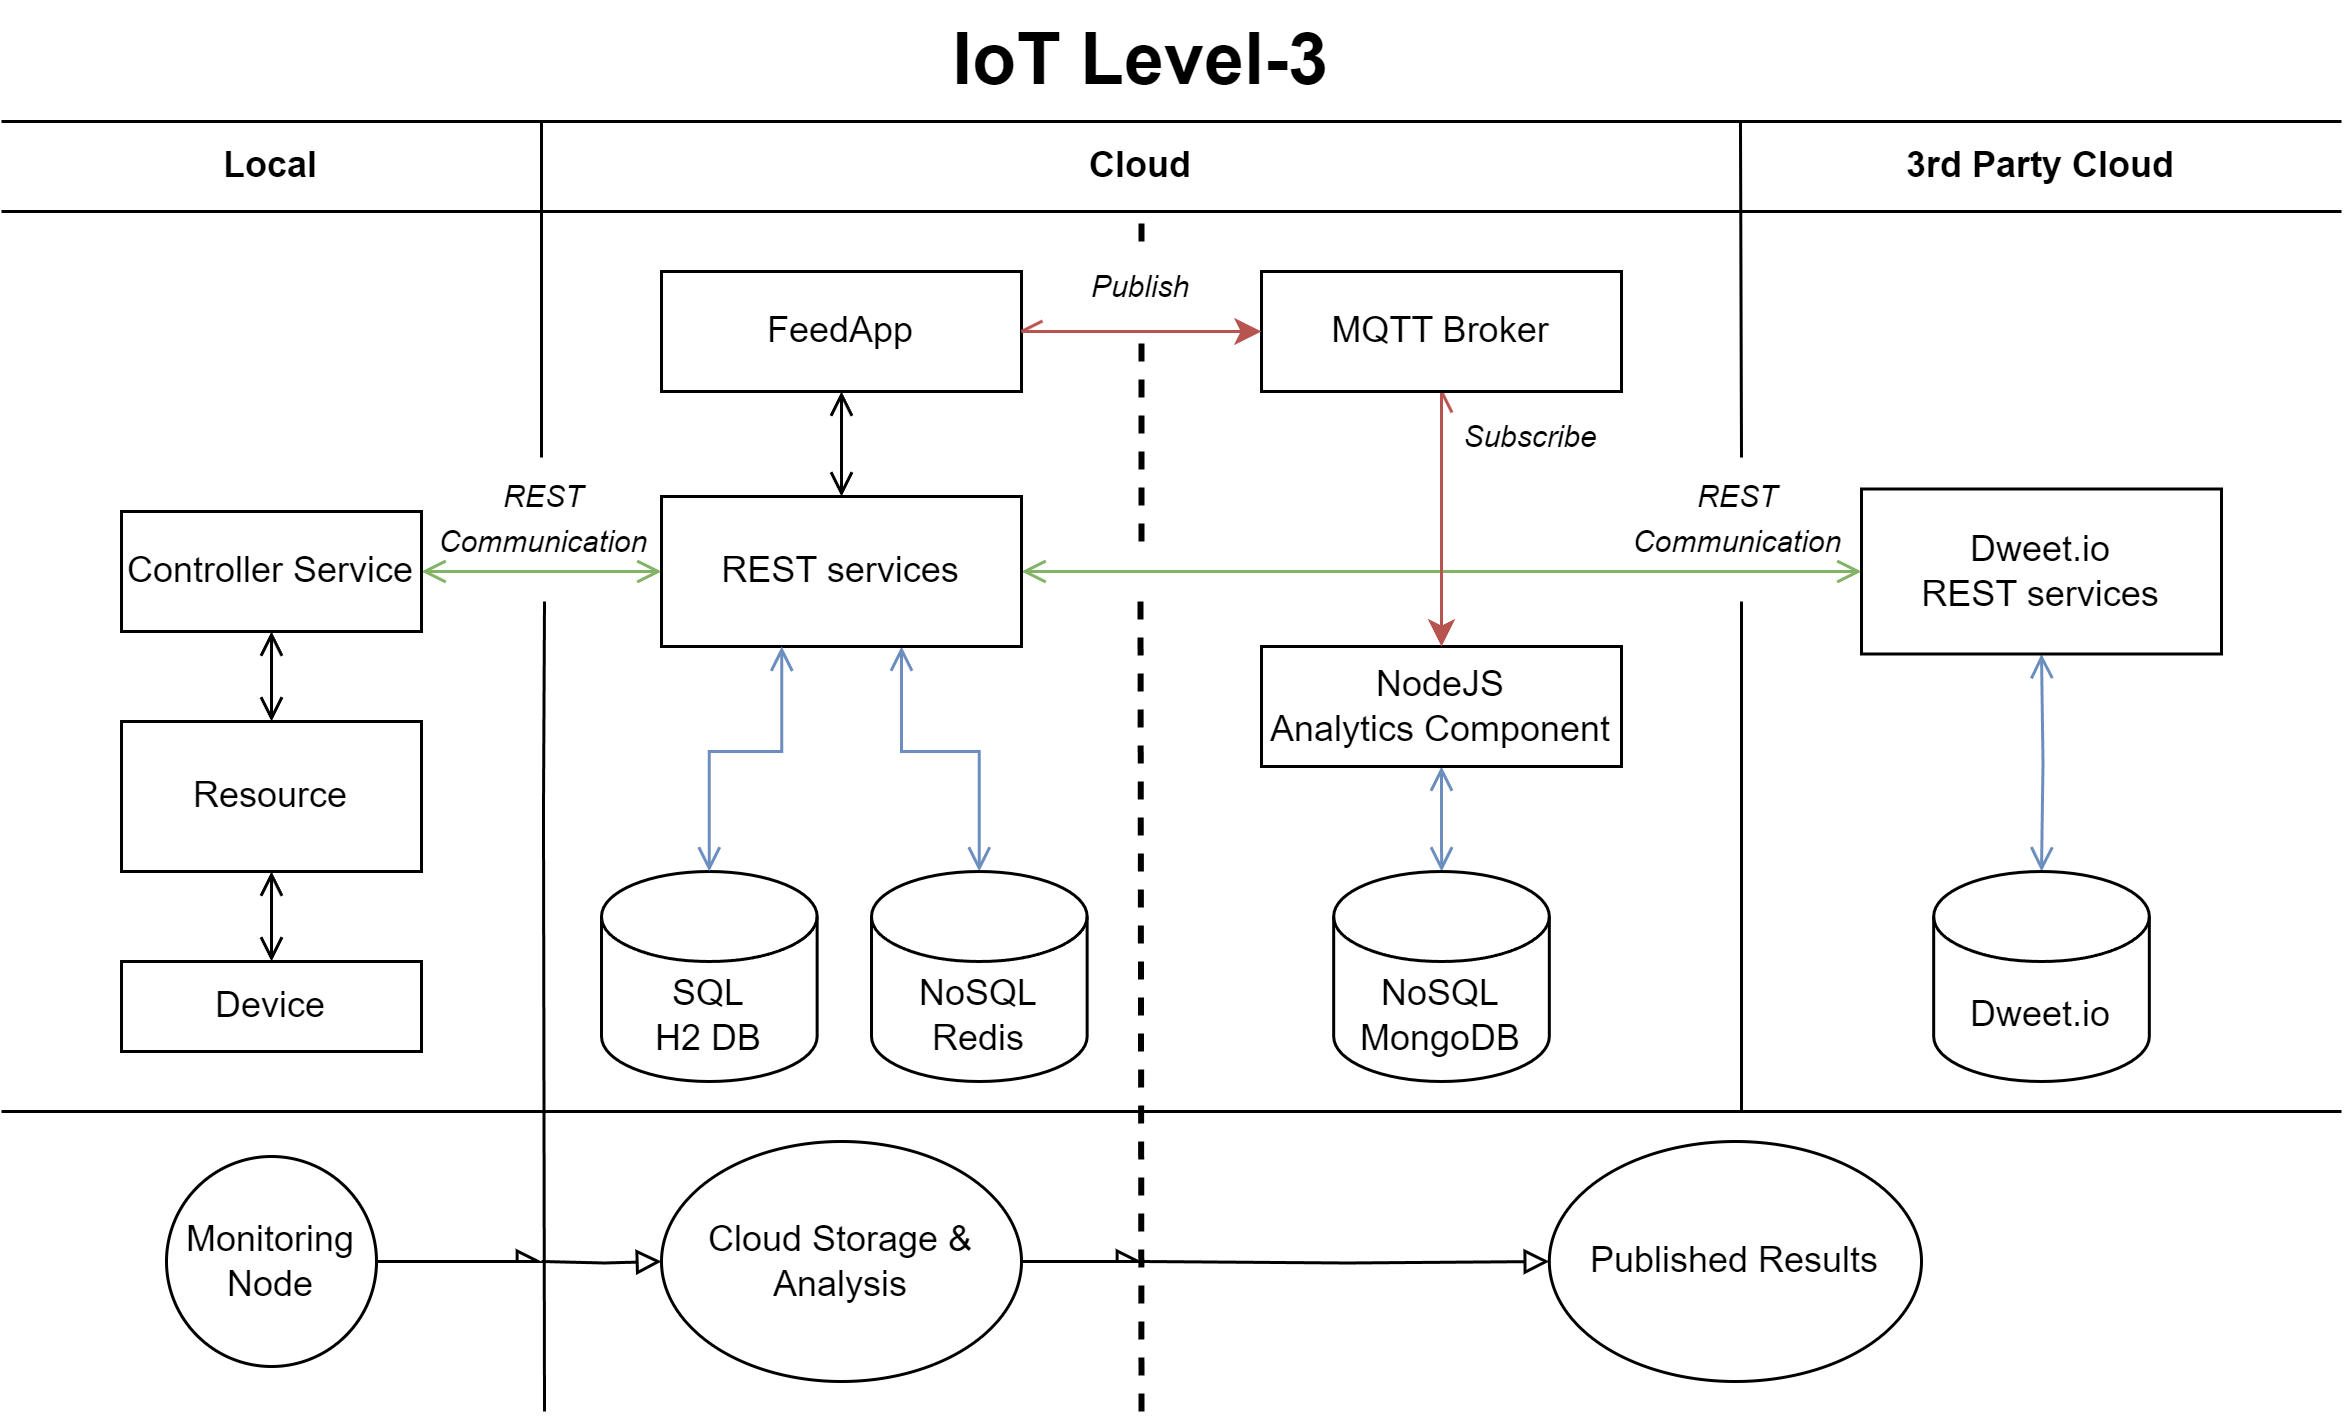 IoT Level-3
Local
Cloud
3rd Party Cloud
FeedApp
Publish
MQTT Broker
Subscribe
REST
Communication
REST
Communication
Controller Service
REST services
Dweet.io
REST services
NodeJS
Analytics Component
Resource
Device
SQL
H2 DB
NoSQL
Redis
NoSQL
MongoDB
Dweet.io
Monitoring
Node
Cloud Storage &
Analysis
Published Results